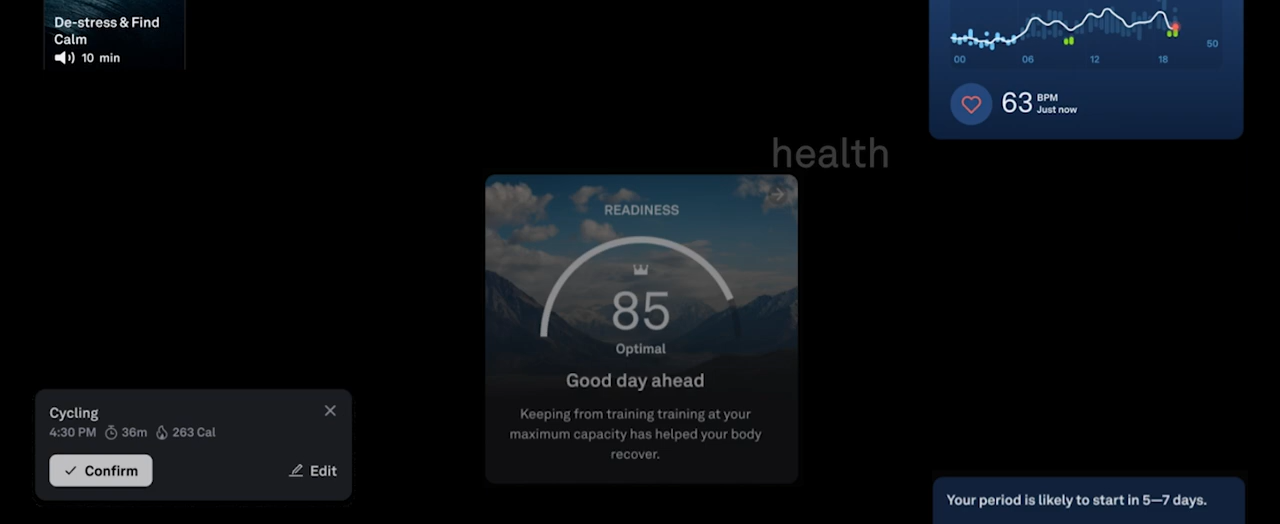 De-stress & Find
Calm
10 min
50
00 06 12 18
63 BPM
Just now
health
READINESS
85
Optimal
Good day ahead
Keeping from training training at your
maximum capacity has helped your body
recover.
Cycling
4:30 PM 36m 263 Cal
Confirm Edit
Your period is likely to start in 5—7 days.